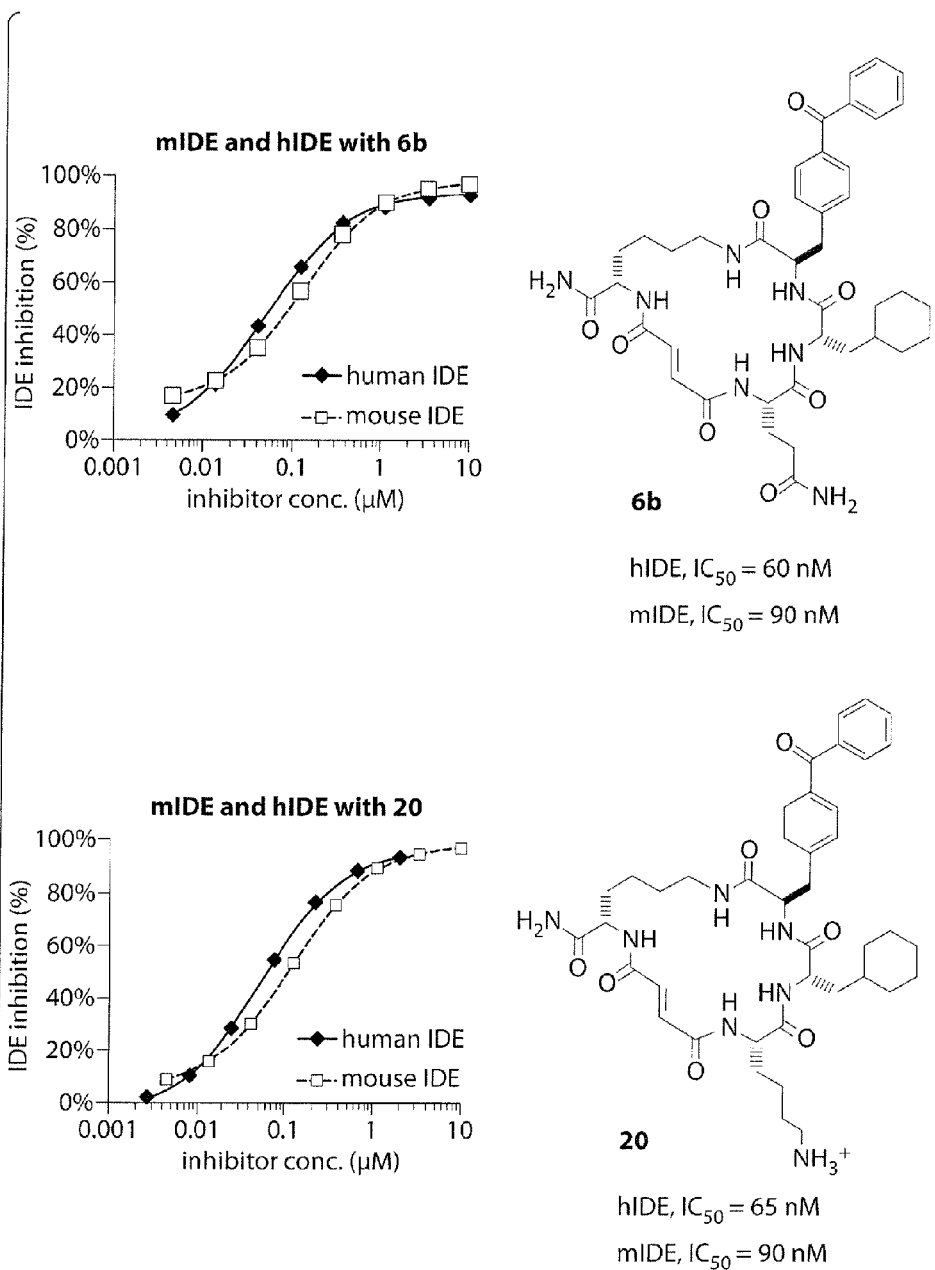 mIDE and hIDE with 6b
IDE inhibition (%)
100%
80%
60%
40%
20%
0%
human IDE
mouse IDE
0.001 0.01 0.1 1 10
inhibitor conc. (µM)
O
O
N
H
H2N
O
NH
O
HN
O
HN
H
N
O
O
O
NH2
6b
hIDE, IC50 = 60 nM
mIDE, IC50 = 90 nM
mIDE and hIDE with 20
IDE inhibition (%)
100%
80%
60%
40%
20%
0%
human IDE
mouse IDE
0.001 0.01 0.1 1 10
inhibitor conc. (µM)
O
O
N
H
H2N
O
NH
O
HN
O
HN
H
N
O
O
NH3+
20
hIDE, IC50 = 65 nM
mIDE, IC50 = 90 nM